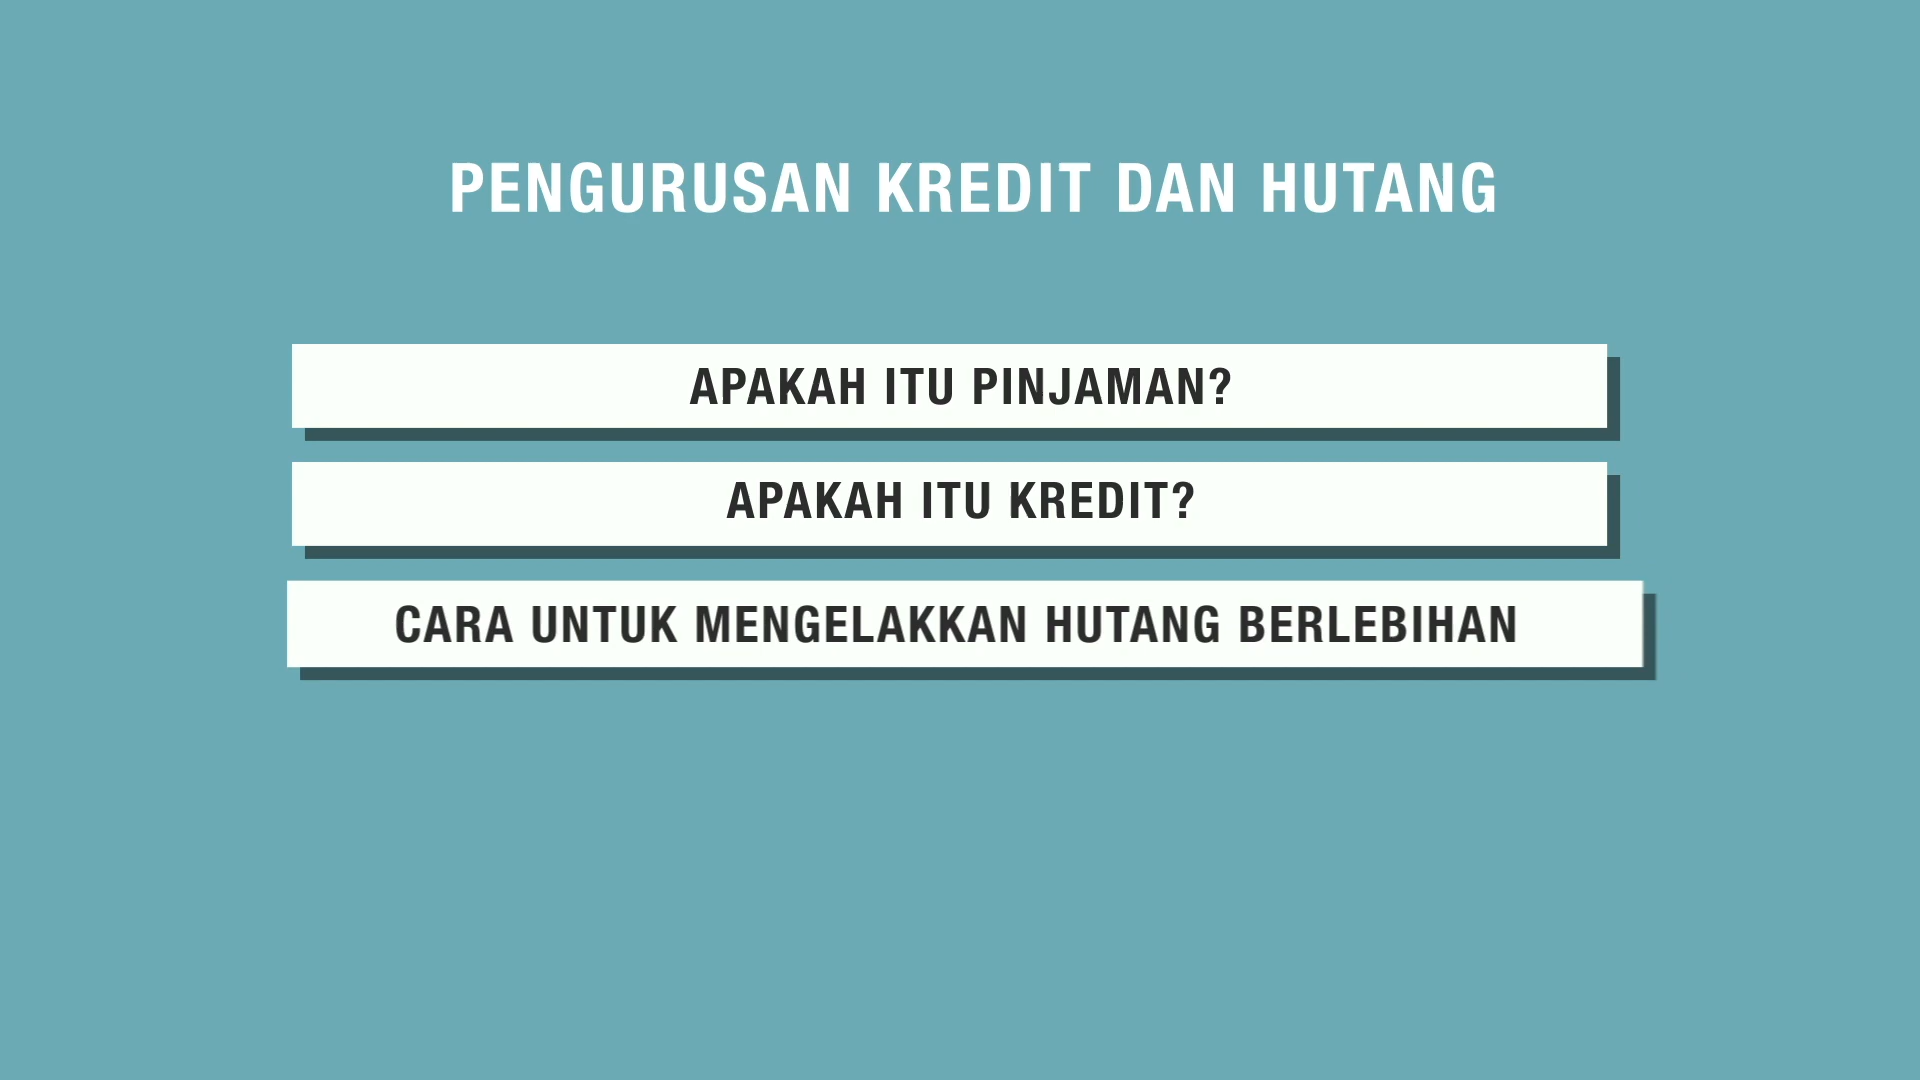 PENGURUSAN KREDIT DAN HUTANG
APAKAH ITU PINJAMAN?
APAKAH ITU KREDIT?
CARA UNTUK MENGELAKKAN HUTANG BERLEBIHAN